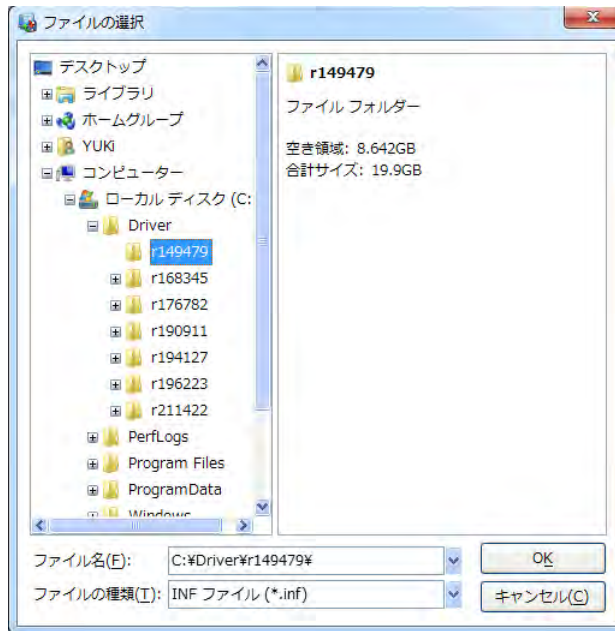 ファイルの選択
デスクトップ
ライブラリ
ホームグループ
YUKi
コンピューター
ローカル ディスク (C:
Driver
r149479
r168345
r176782
r190911
r194127
r196223
r211422
PerfLogs
Program Files
ProgramData
Windows
r149479
ファイル フォルダー
空き領域: 8.642GB
合計サイズ: 19.9GB
ファイル名(F): C:¥Driver¥r149479¥
OK
ファイルの種類(T): INF ファイル (*.inf)
キャンセル(C)